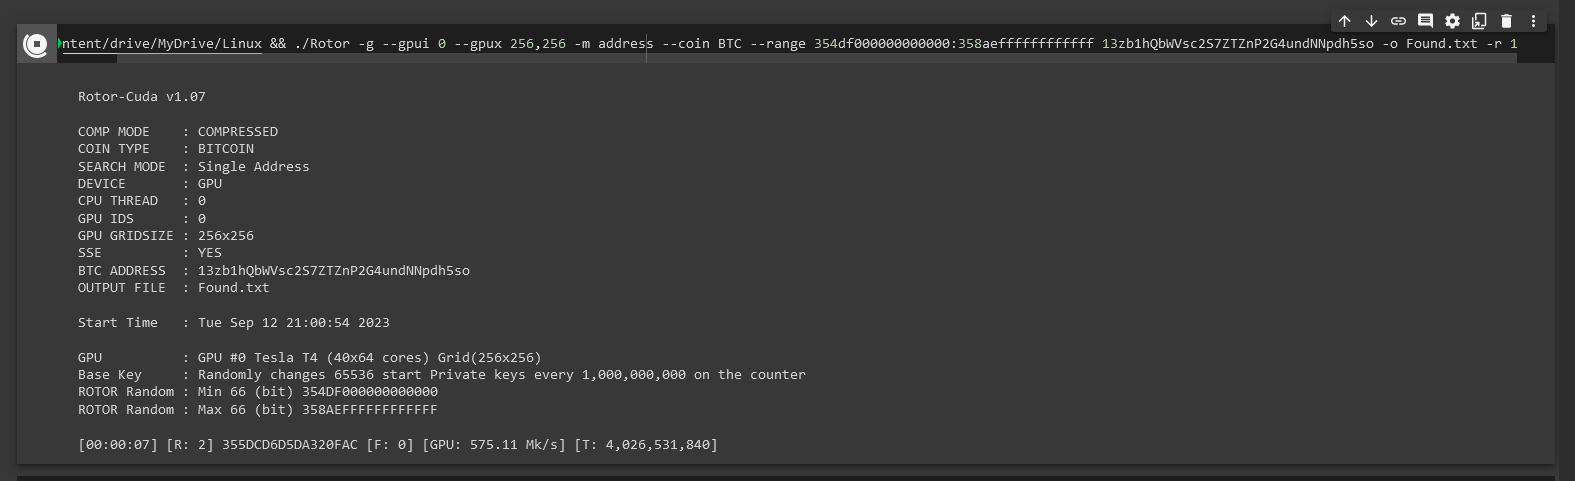 ntent/drive/MyDrive/Linux && ./Rotor -g --gpui 0 --gpux 256,256 -m address --coin BTC --range 354df000000000000:358aeffffffffffff 13zb1hQbWVsc2S7ZTZnP2G4undNNpdh5so -o Found.txt -r 1
Rotor-Cuda v1.07
COMP MODE    : COMPRESSED
COIN TYPE    : BITCOIN
SEARCH MODE  : Single Address
DEVICE       : GPU
CPU THREAD   : 0
GPU IDS      : 0
GPU GRIDSIZE : 256x256
SSE          : YES
BTC ADDRESS  : 13zb1hQbWVsc2S7ZTZnP2G4undNNpdh5so
OUTPUT FILE  : Found.txt
Start Time   : Tue Sep 12 21:00:54 2023
GPU          : GPU #0 Tesla T4 (40x64 cores) Grid(256x256)
Base Key     : Randomly changes 65536 start Private keys every 1,000,000,000 on the counter
ROTOR Random : Min 66 (bit) 354DF000000000000
ROTOR Random : Max 66 (bit) 358AEFFFFFFFFFFFF
[00:00:07] [R: 2] 355DCD6D5DA320FAC [F: 0] [GPU: 575.11 Mk/s] [T: 4,026,531,840]